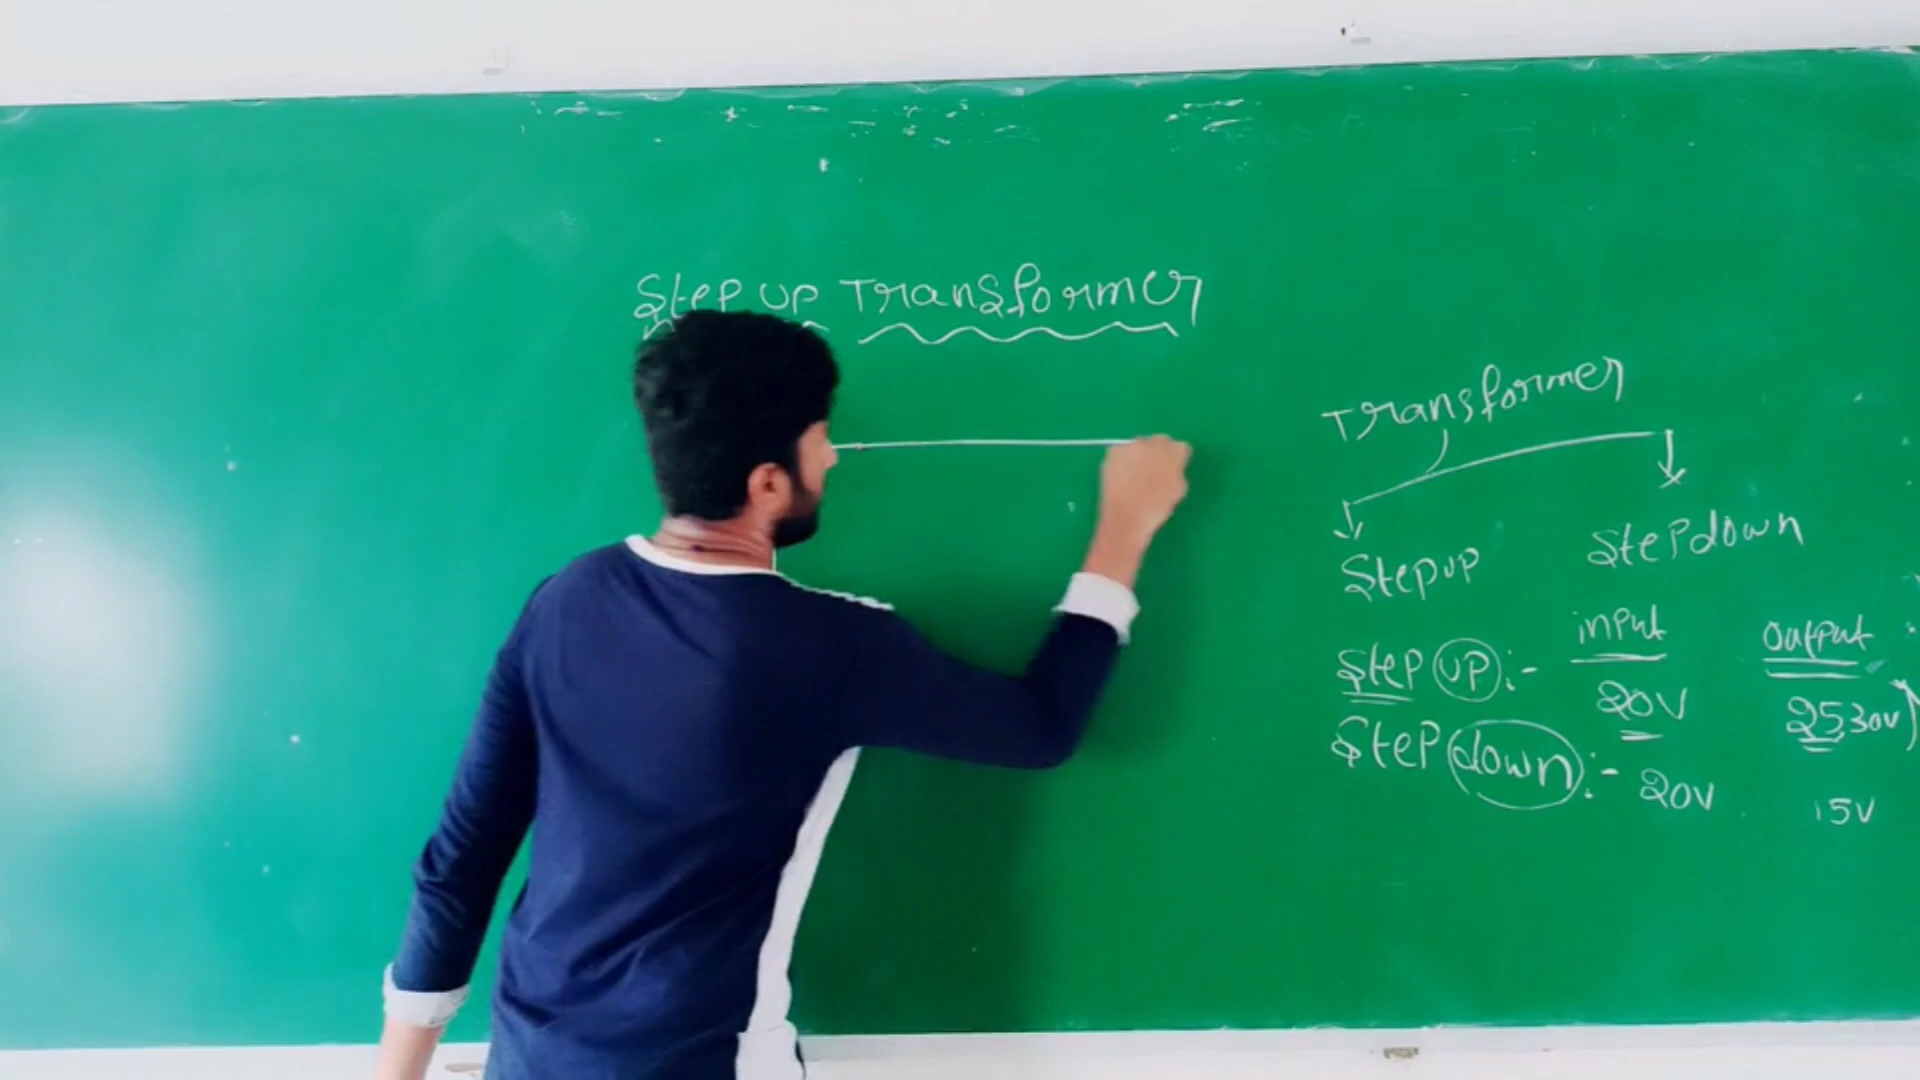 Step up Transformer
Transformer
Stepup Stepdown
input output
Step up :- 20V 25,30V
Step down :- 20V 15V